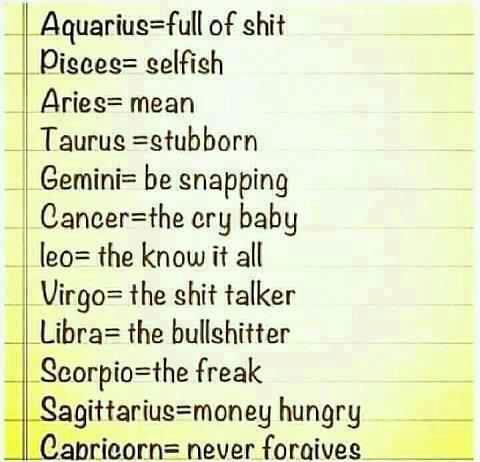 Aquarius=full of shit
Pisces= selfish
Aries= mean
Taurus =stubborn
Gemini= be snapping
Cancer=the cry baby
leo= the know it all
Virgo= the shit talker
Libra= the bullshitter
Scorpio=the freak
Sagittarius=money hungry
Capricorn= never forgives